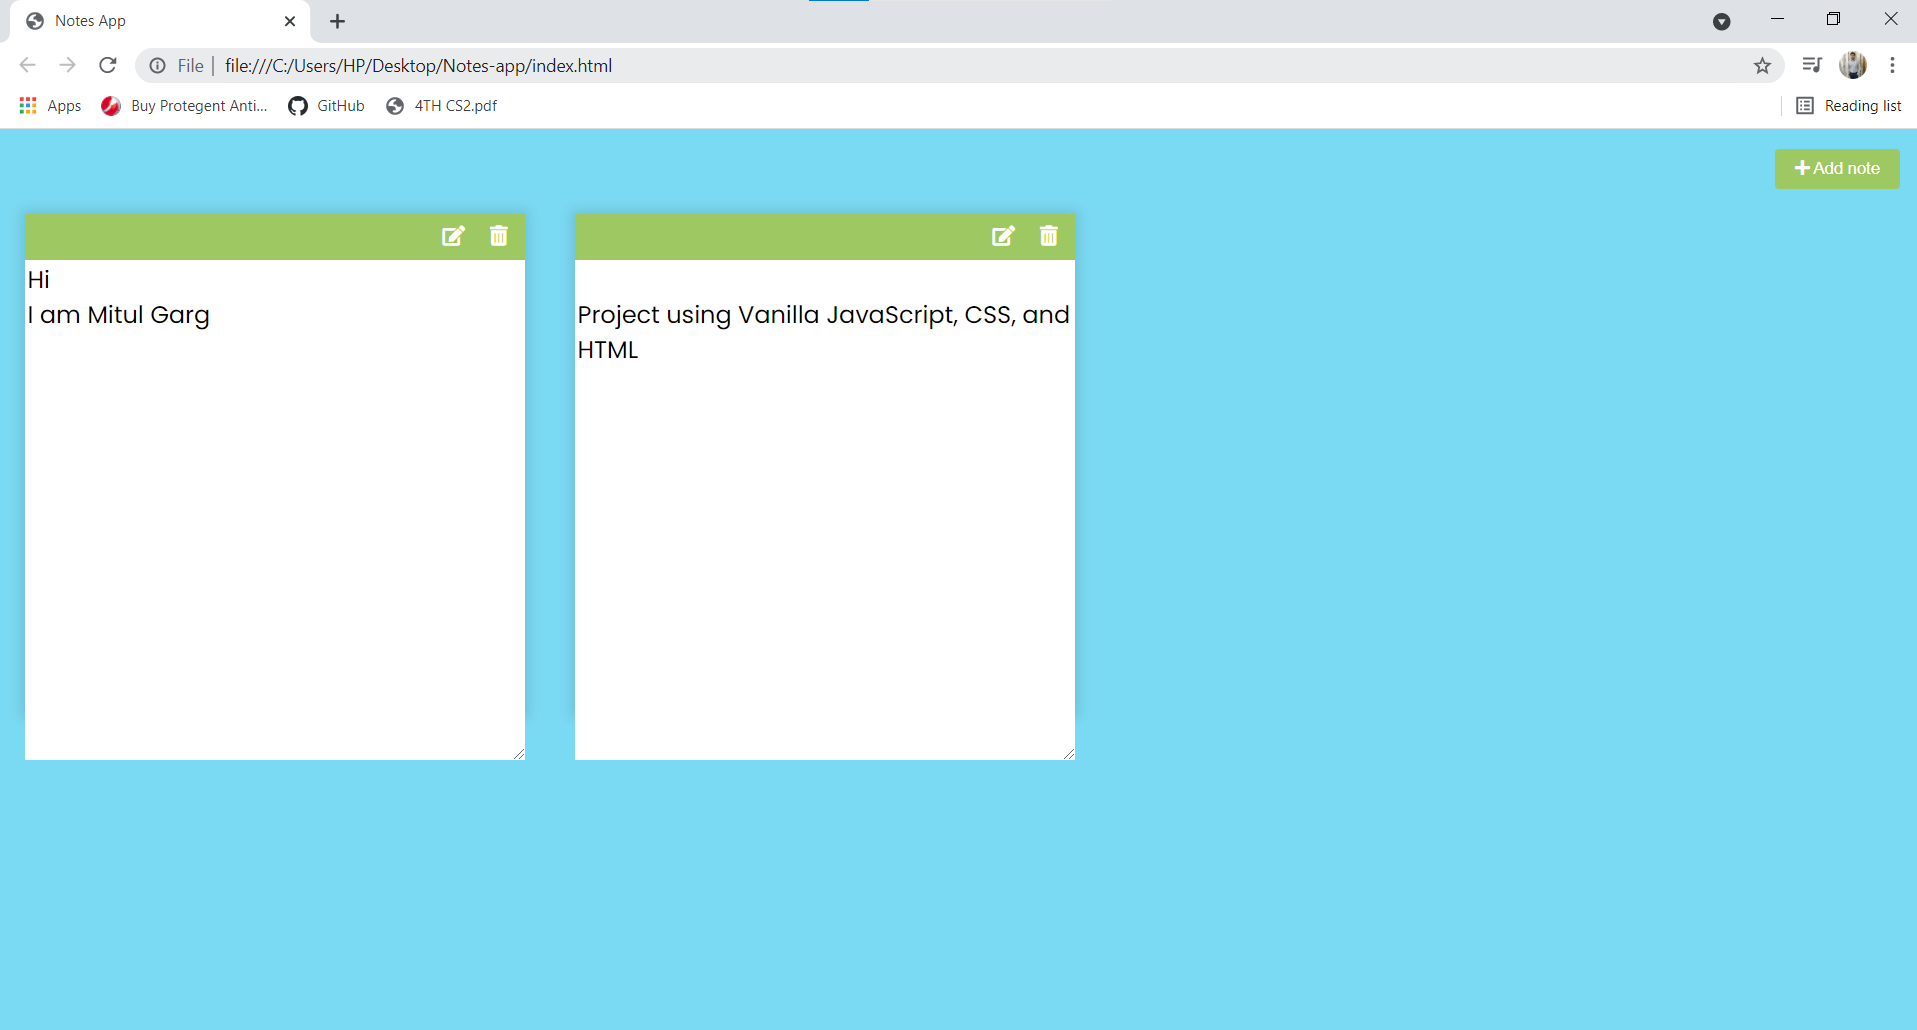 Notes App
File
file:///C:/Users/HP/Desktop/Notes-app/index.html
Apps
Buy Protegent Anti...
GitHub
4TH CS2.pdf
Reading list
Add note
Hi
I am Mitul Garg
Project using Vanilla JavaScript, CSS, and
HTML